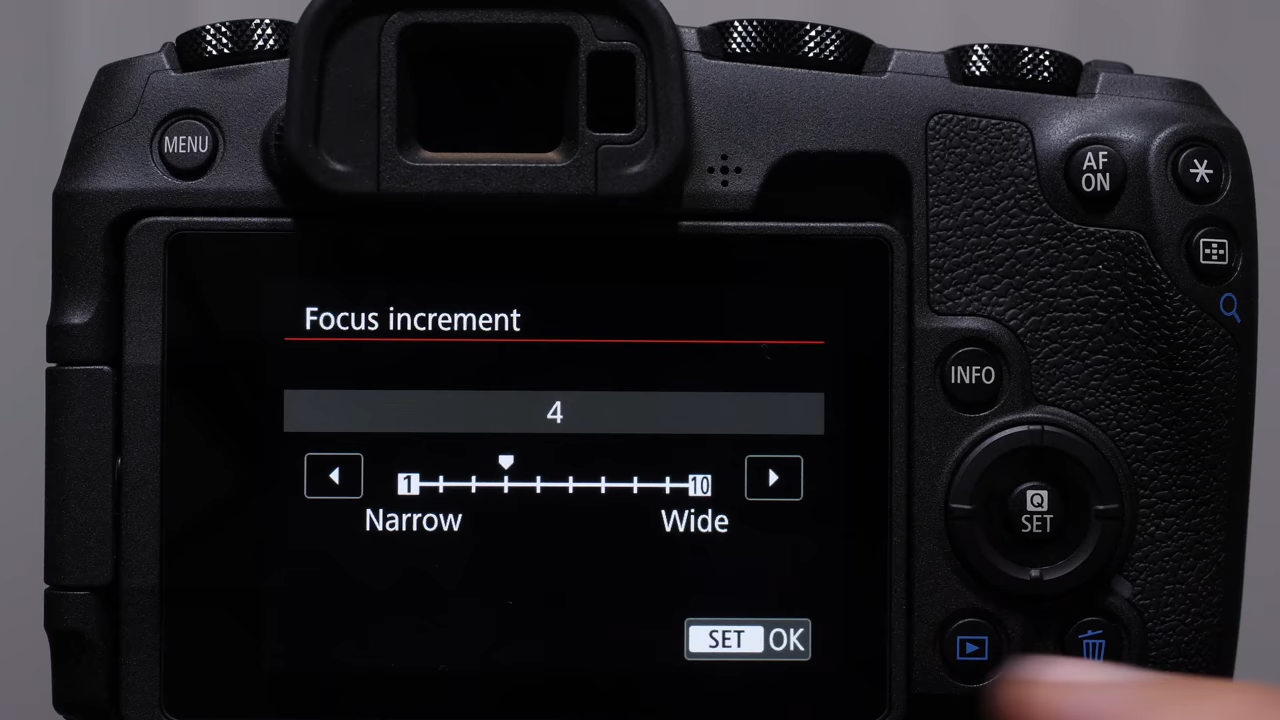 MENU
AF
ON
Focus increment
INFO
4
1 10
Narrow Wide
Q
SET
SET OK